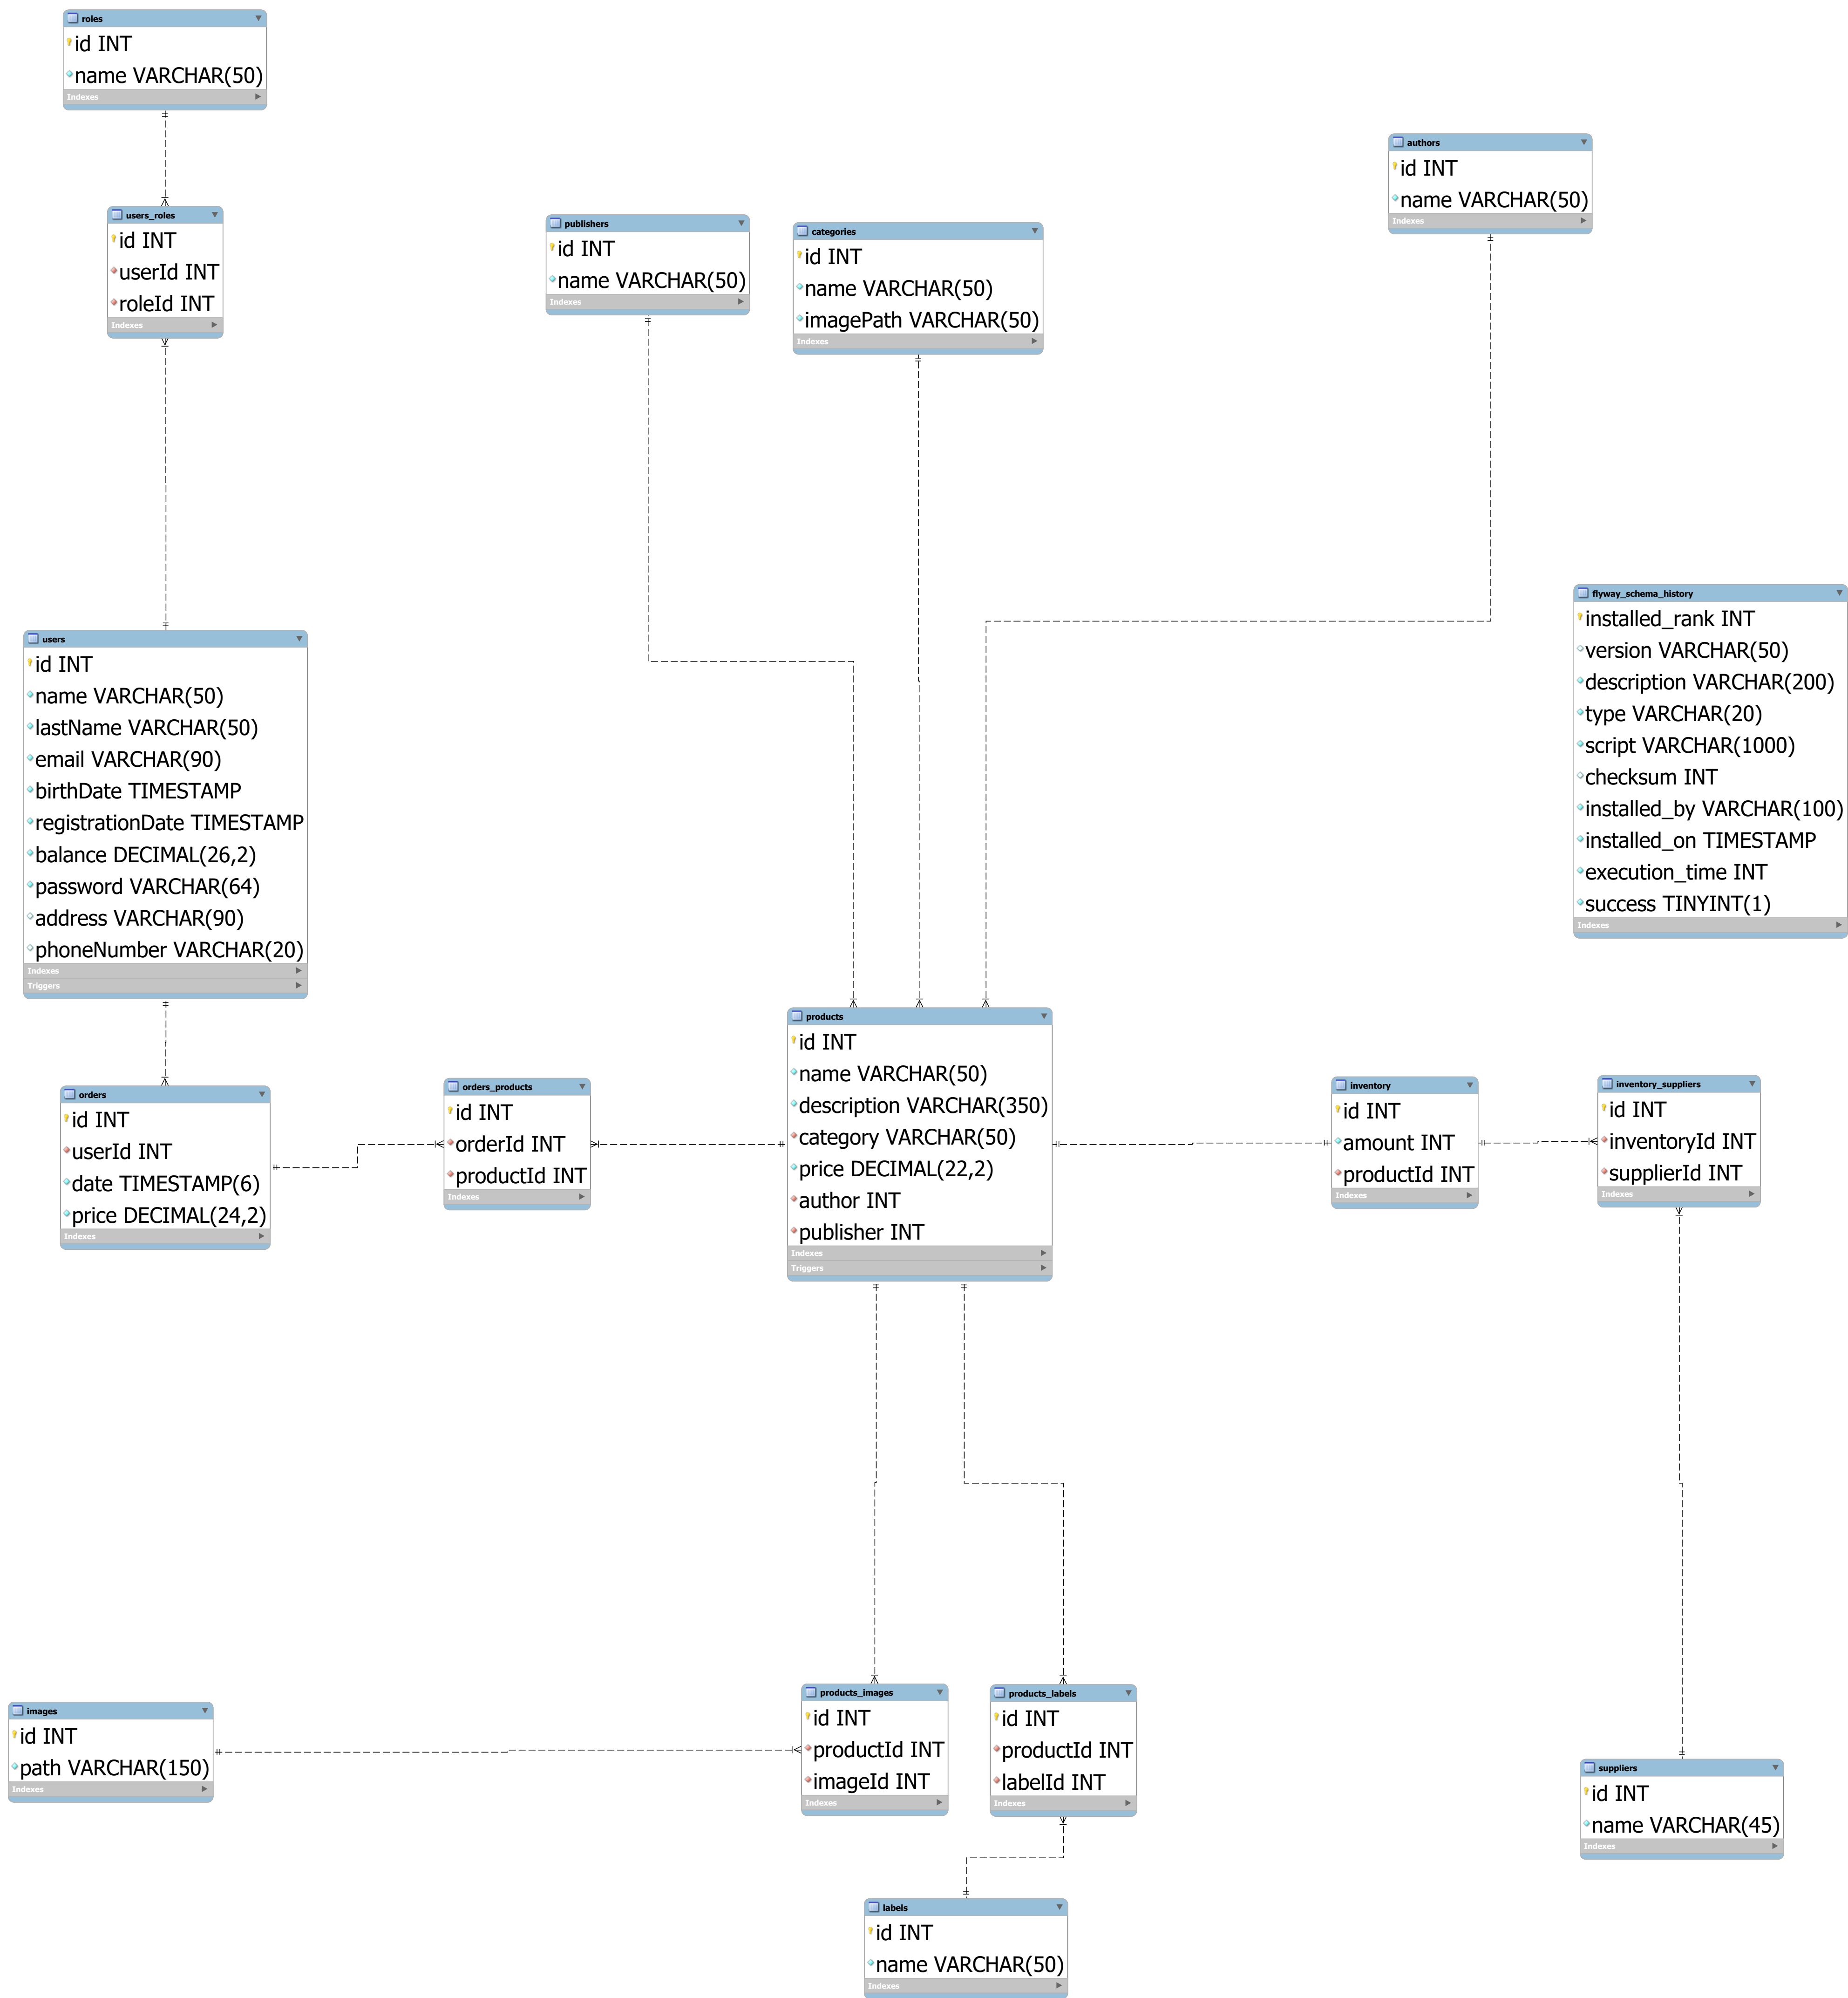 roles
id INT
name VARCHAR(50)
Indexes
users_roles
id INT
userId INT
roleId INT
Indexes
publishers
id INT
name VARCHAR(50)
Indexes
categories
id INT
name VARCHAR(50)
imagePath VARCHAR(50)
Indexes
authors
id INT
name VARCHAR(50)
Indexes
flyway_schema_history
installed_rank INT
version VARCHAR(50)
description VARCHAR(200)
type VARCHAR(20)
script VARCHAR(1000)
checksum INT
installed_by VARCHAR(100)
installed_on TIMESTAMP
execution_time INT
success TINYINT(1)
Indexes
users
id INT
name VARCHAR(50)
lastName VARCHAR(50)
email VARCHAR(90)
birthDate TIMESTAMP
registrationDate TIMESTAMP
balance DECIMAL(26,2)
password VARCHAR(64)
address VARCHAR(90)
phoneNumber VARCHAR(20)
Indexes
Triggers
orders
id INT
userId INT
date TIMESTAMP(6)
price DECIMAL(24,2)
Indexes
orders_products
id INT
orderId INT
productId INT
Indexes
products
id INT
name VARCHAR(50)
description VARCHAR(350)
category VARCHAR(50)
price DECIMAL(22,2)
author INT
publisher INT
Indexes
Triggers
inventory
id INT
amount INT
productId INT
Indexes
inventory_suppliers
id INT
inventoryId INT
supplierId INT
Indexes
images
id INT
path VARCHAR(150)
Indexes
products_images
id INT
productId INT
imageId INT
Indexes
products_labels
id INT
productId INT
labelId INT
Indexes
suppliers
id INT
name VARCHAR(45)
Indexes
labels
id INT
name VARCHAR(50)
Indexes